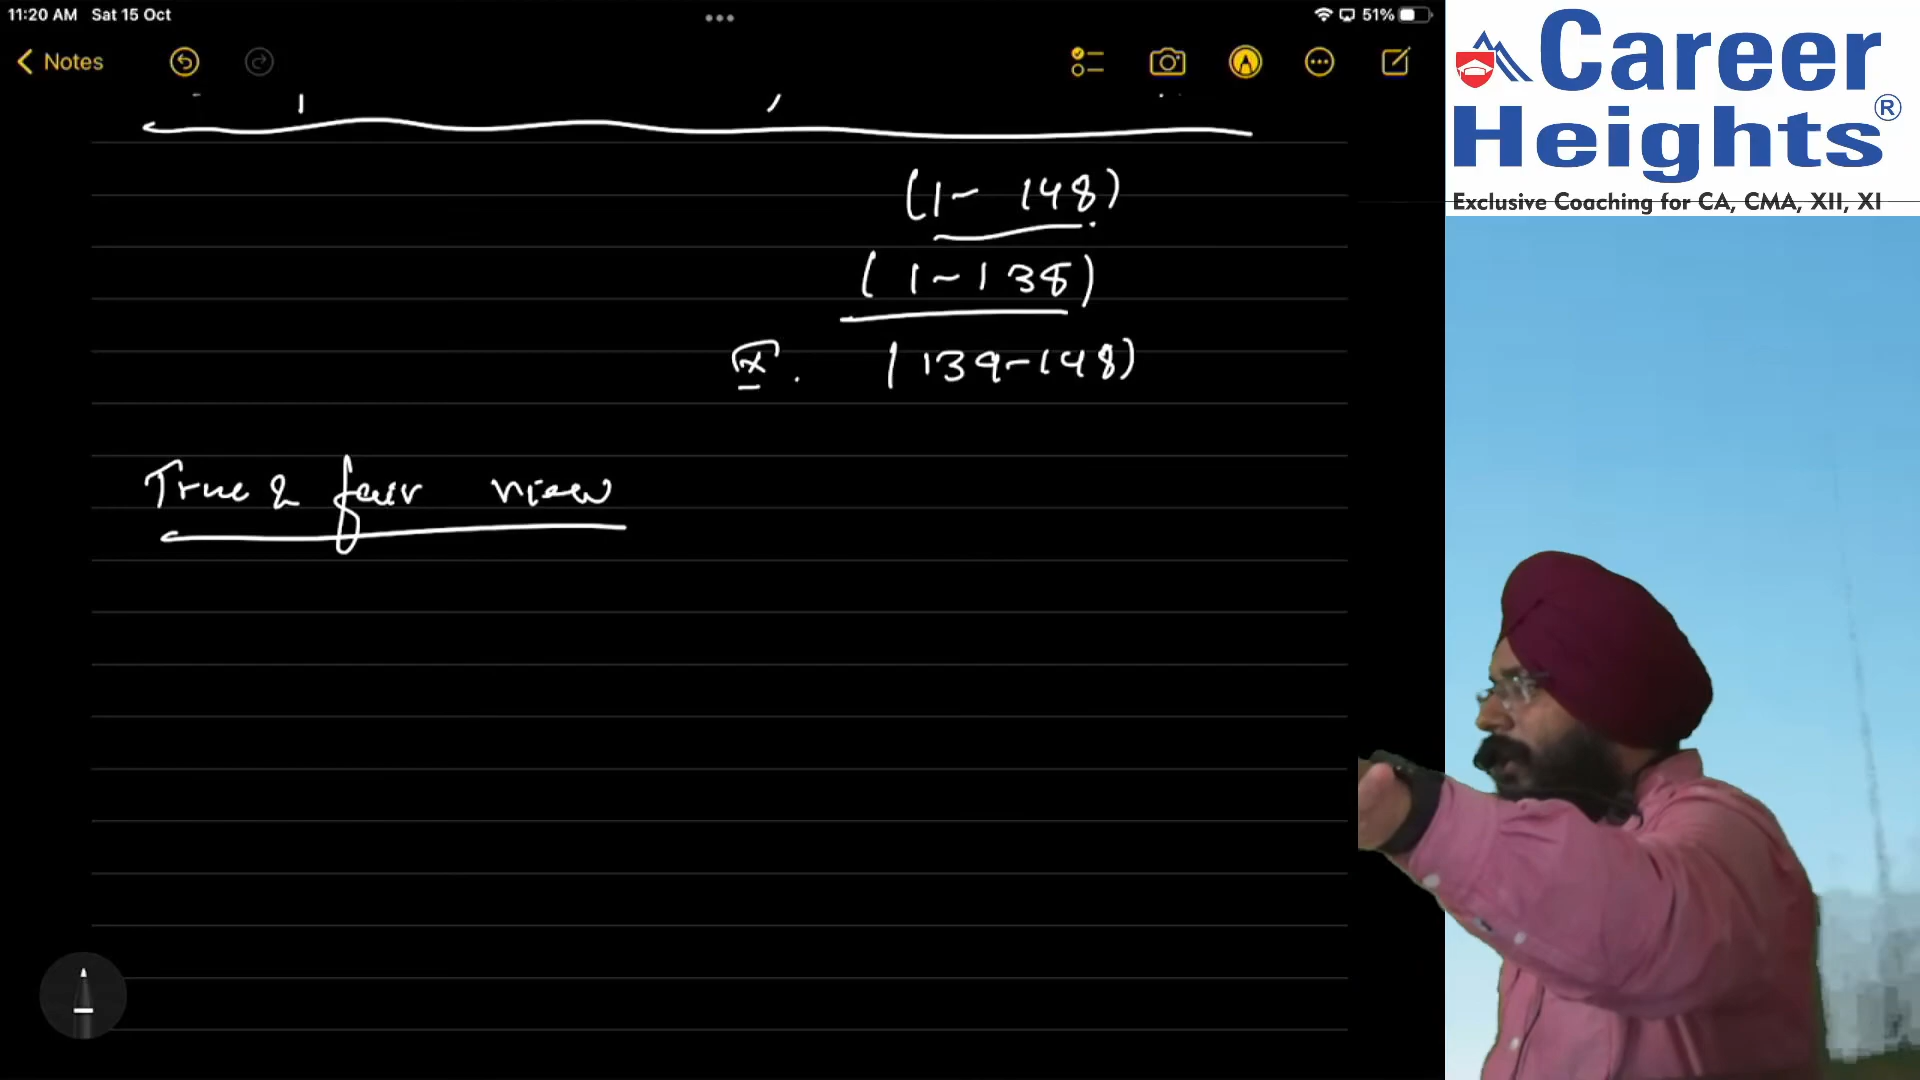 11:20 AM Sat 15 Oct
51%
Notes
Career
Heights®
Exclusive Coaching for CA, CMA, XII, XI
(1- 148)
(1-138)
(139-148)
True & fair view